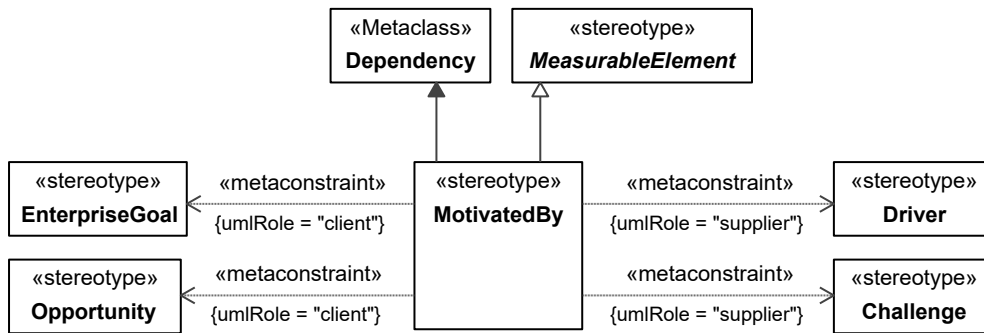 «Metaclass»
Dependency
«stereotype»
MeasurableElement
«stereotype»
EnterpriseGoal
«metaconstraint»
{umlRole = "client"}
«stereotype»
MotivatedBy
«metaconstraint»
{umlRole = "supplier"}
«stereotype»
Driver
«stereotype»
Opportunity
«metaconstraint»
{umlRole = "client"}
«metaconstraint»
{umlRole = "supplier"}
«stereotype»
Challenge